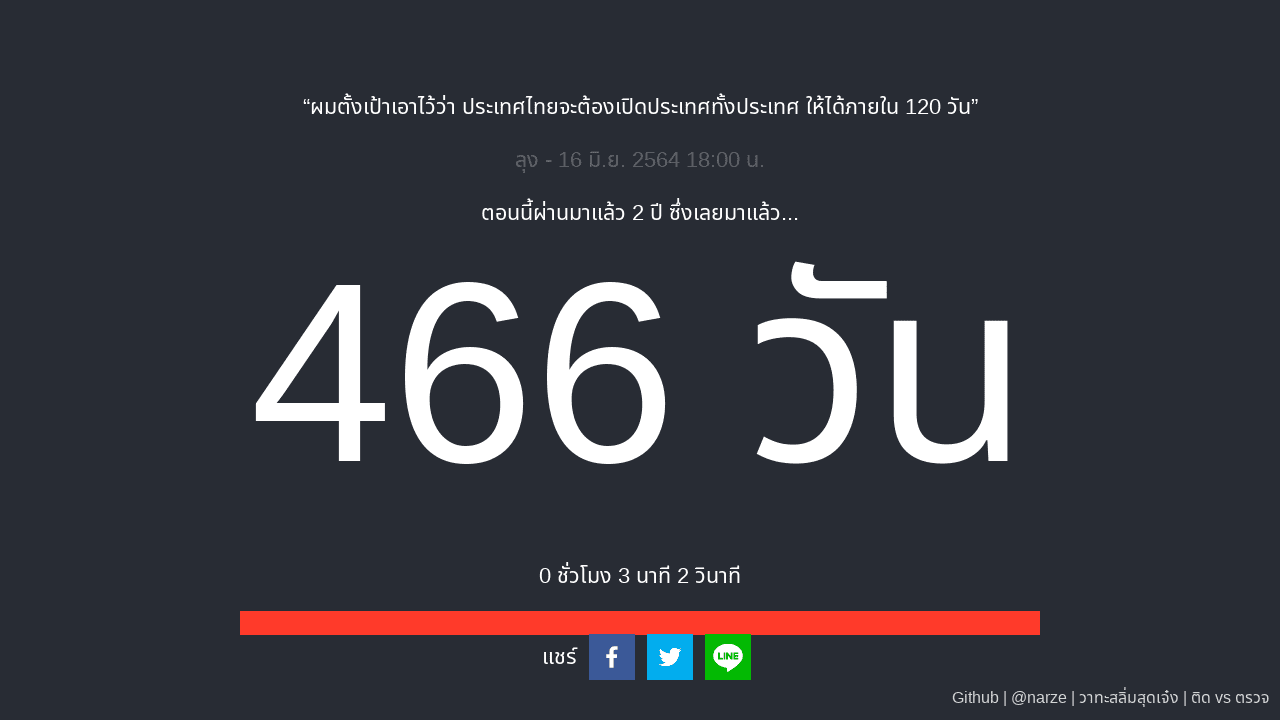 “ผมตั้งเป้าเอาไว้ว่า ประเทศไทยจะต้องเปิดประเทศทั้งประเทศ ให้ได้ภายใน 120 วัน”
ลุง - 16 มิ.ย. 2564 18:00 น.
ตอนนี้ผ่านมาแล้ว 2 ปี ซึ่งเลยมาแล้ว...
466 วัน
0 ชั่วโมง 3 นาที 2 วินาที
แชร์
Github | @narze | วาทะสลิ่มสุดเจ๋ง | ติด vs ตรวจ